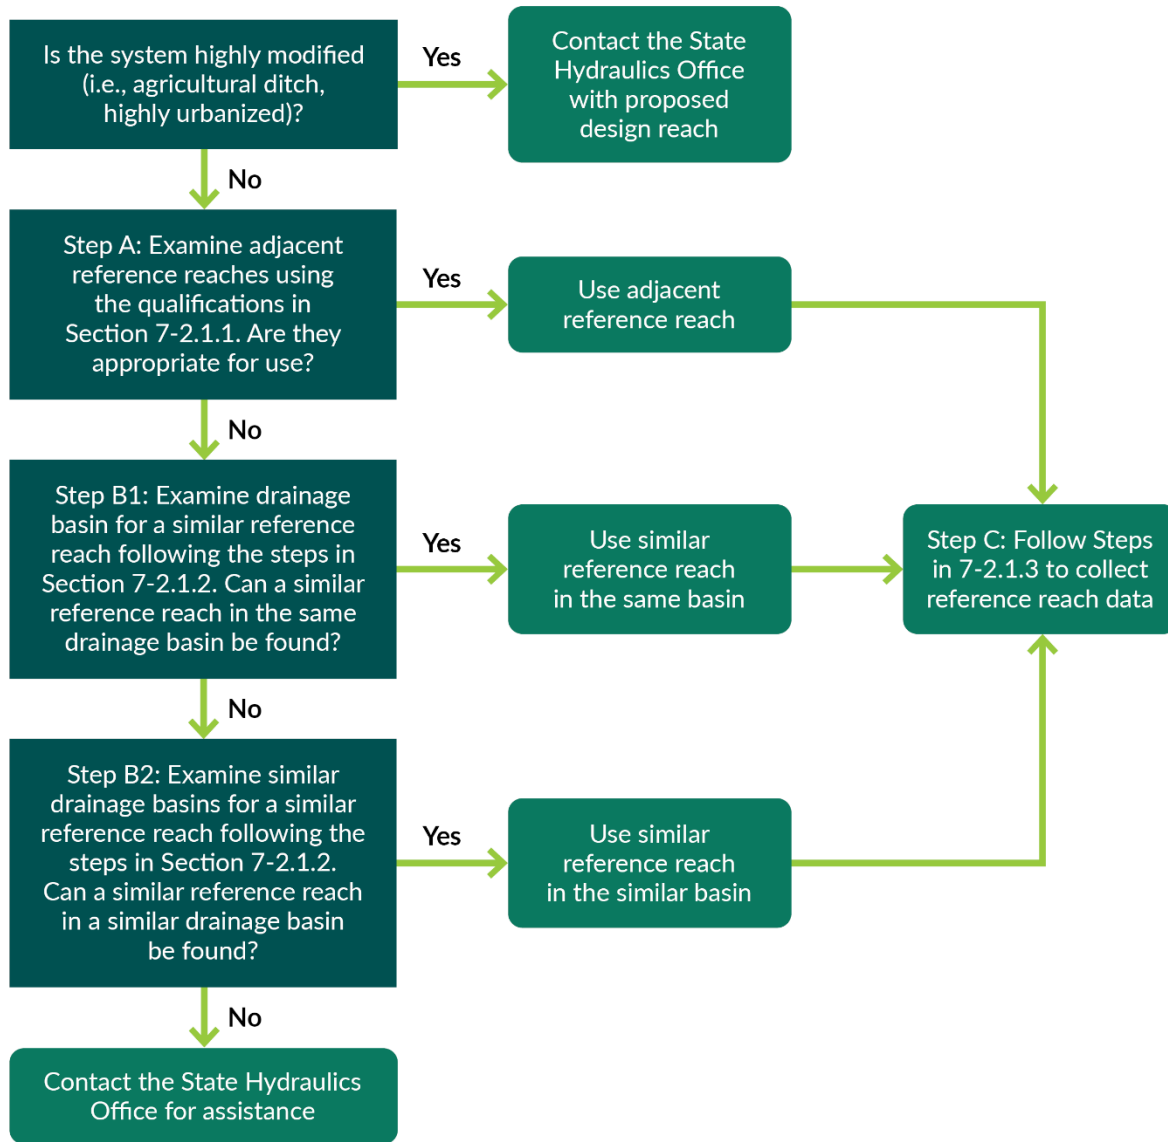 Is the system highly modified
(i.e., agricultural ditch,
highly urbanized)?
Yes
Contact the State
Hydraulics Office
with proposed
design reach
No
Step A: Examine adjacent
reference reaches using
the qualifications in
Section 7-2.1.1. Are they
appropriate for use?
Yes
Use adjacent
reference reach
No
Step B1: Examine drainage
basin for a similar reference
reach following the steps in
Section 7-2.1.2. Can a similar
reference reach in the same
drainage basin be found?
Yes
Use similar
reference reach
in the same basin
Step C: Follow Steps
in 7-2.1.3 to collect
reference reach data
No
Step B2: Examine similar
drainage basins for a similar
reference reach following the
steps in Section 7-2.1.2.
Can a similar reference reach
in a similar drainage basin
be found?
Yes
Use similar
reference reach
in the similar basin
No
Contact the State Hydraulics
Office for assistance